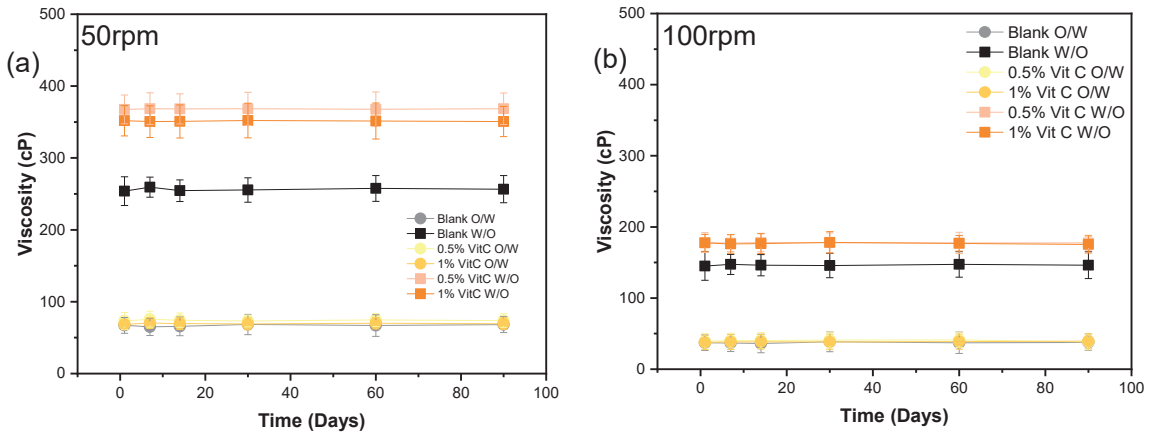 (a)
50rpm
500
400
300
200
100
0
Viscosity (cP)
0 20 40 60 80 100
Time (Days)
Blank O/W
Blank W/O
0.5% VitC O/W
1% VitC O/W
0.5% VitC W/O
1% VitC W/O
(b)
100rpm
500
400
300
200
100
0
Viscosity (cP)
0 20 40 60 80 100
Time (Days)
Blank O/W
Blank W/O
0.5% Vit C O/W
1% Vit C O/W
0.5% Vit C W/O
1% Vit C W/O